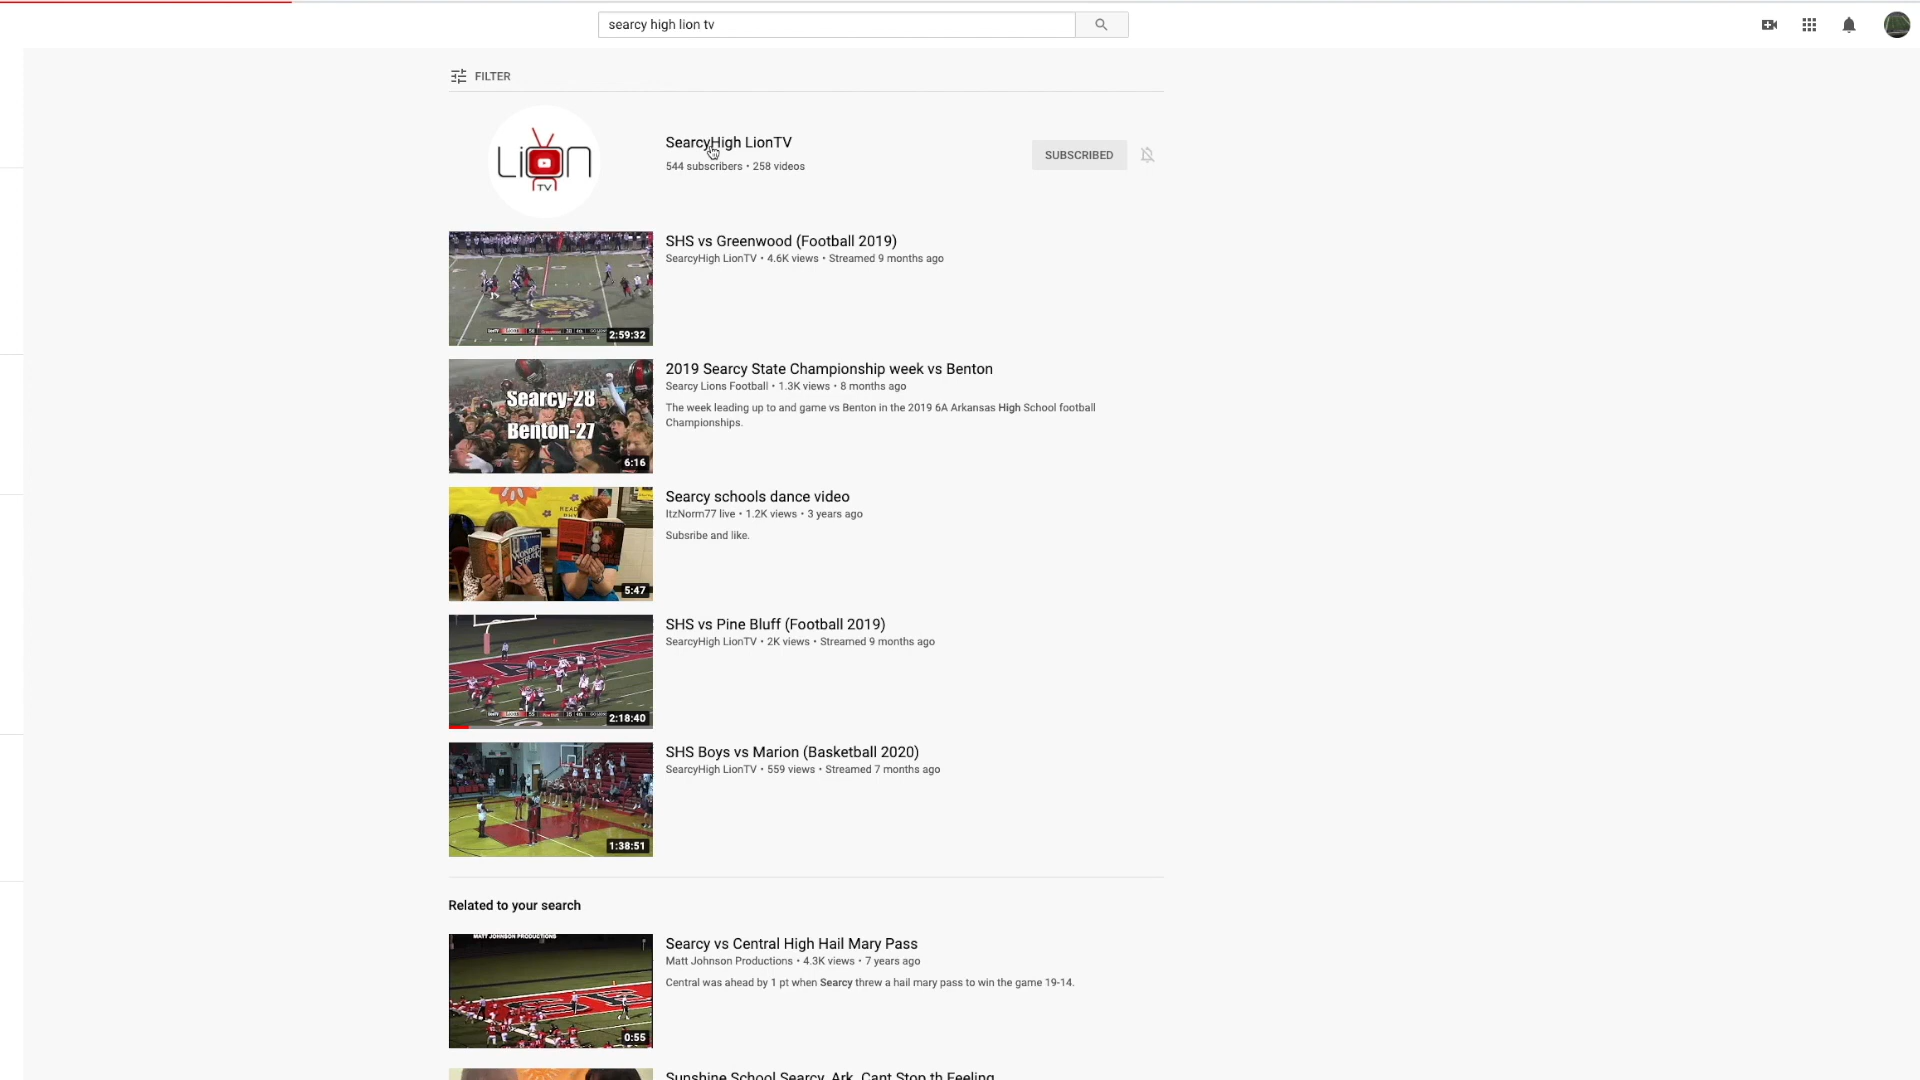 searcy high lion tv
FILTER
Lion
TV
SearcyHigh LionTV
544 subscribers • 258 videos
SUBSCRIBED
SHS vs Greenwood (Football 2019)
SearcyHigh LionTV • 4.6K views • Streamed 9 months ago
2:59:32
2019 Searcy State Championship week vs Benton
Searcy Lions Football • 1.3K views • 8 months ago
The week leading up to and game vs Benton in the 2019 6A Arkansas High School football
Championships.
Searcy-28
Benton-27
6:16
Searcy schools dance video
ItzNorm77 live • 1.2K views • 3 years ago
Subsribe and like.
WONDER
STRUCK
5:47
SHS vs Pine Bluff (Football 2019)
SearcyHigh LionTV • 2K views • Streamed 9 months ago
2:18:40
SHS Boys vs Marion (Basketball 2020)
SearcyHigh LionTV • 559 views • Streamed 7 months ago
1:38:51
Related to your search
MATT JOHNSON PRODUCTIONS
Searcy vs Central High Hail Mary Pass
Matt Johnson Productions • 4.3K views • 7 years ago
Central was ahead by 1 pt when Searcy threw a hail mary pass to win the game 19-14.
0:55
Sunshine School Searcy, Ark. Cant Stop th Feeling